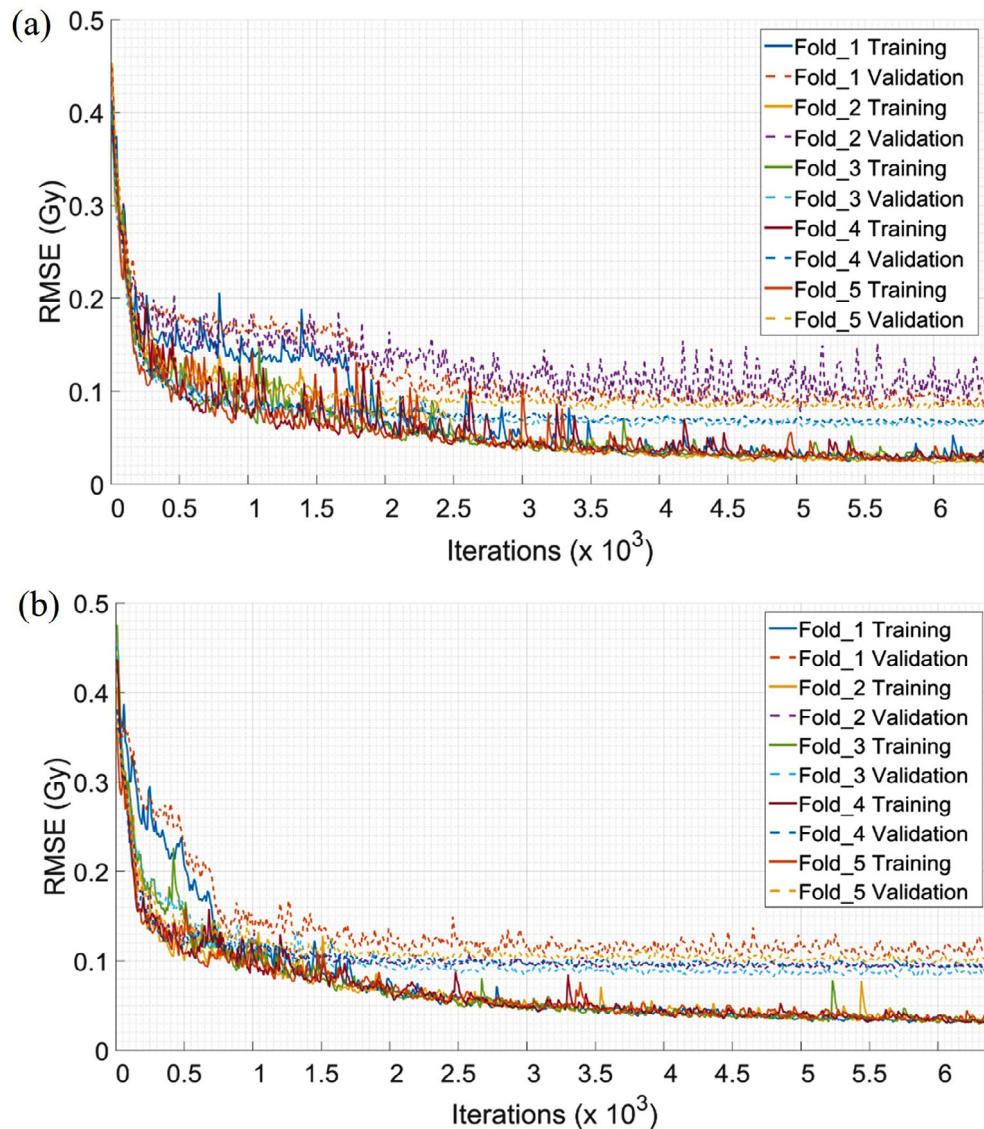 (a)
0.5
0.4
0.3
0.2
0.1
0
RMSE (Gy)
Fold_1 Training
Fold_1 Validation
Fold_2 Training
Fold_2 Validation
Fold_3 Training
Fold_3 Validation
Fold_4 Training
Fold_4 Validation
Fold_5 Training
Fold_5 Validation
0 0.5 1 1.5 2 2.5 3 3.5 4 4.5 5 5.5 6
Iterations (x 10³)
(b)
0.5
0.4
0.3
0.2
0.1
0
RMSE (Gy)
Fold_1 Training
Fold_1 Validation
Fold_2 Training
Fold_2 Validation
Fold_3 Training
Fold_3 Validation
Fold_4 Training
Fold_4 Validation
Fold_5 Training
Fold_5 Validation
0 0.5 1 1.5 2 2.5 3 3.5 4 4.5 5 5.5 6
Iterations (x 10³)